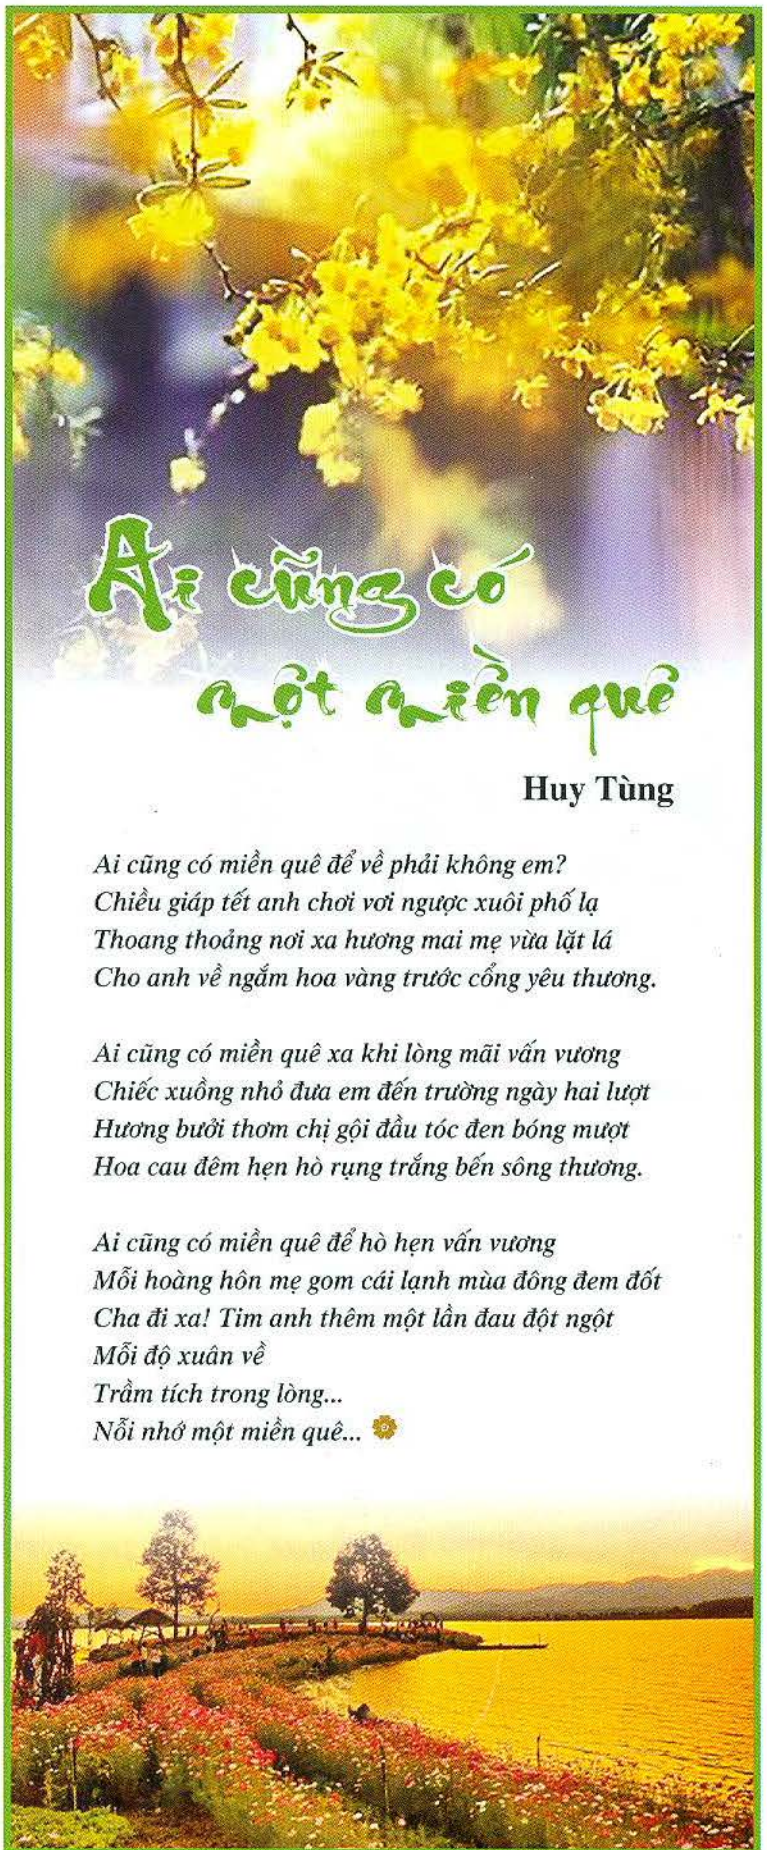 Ai cũng có
một miền quê
Huy Tùng
Ai cũng có miền quê để về phải không em?
Chiều giáp tết anh chơi vơi ngược xuôi phố lạ
Thoang thoảng nơi xa hương mai mẹ vừa lặt lá
Cho anh về ngắm hoa vàng trước cổng yêu thương.
Ai cũng có miền quê xa khi lòng mãi vấn vương
Chiếc xuồng nhỏ đưa em đến trường ngày hai lượt
Hương bưởi thơm chị gội đầu tóc đen bóng mượt
Hoa cau đêm hẹn hò rụng trắng bến sông thương.
Ai cũng có miền quê để hò hẹn vấn vương
Mỗi hoàng hôn mẹ gom cái lạnh mùa đông đem đốt
Cha đi xa! Tim anh thêm một lần đau đột ngột
Mỗi độ xuân về
Trầm tích trong lòng...
Nỗi nhớ một miền quê...